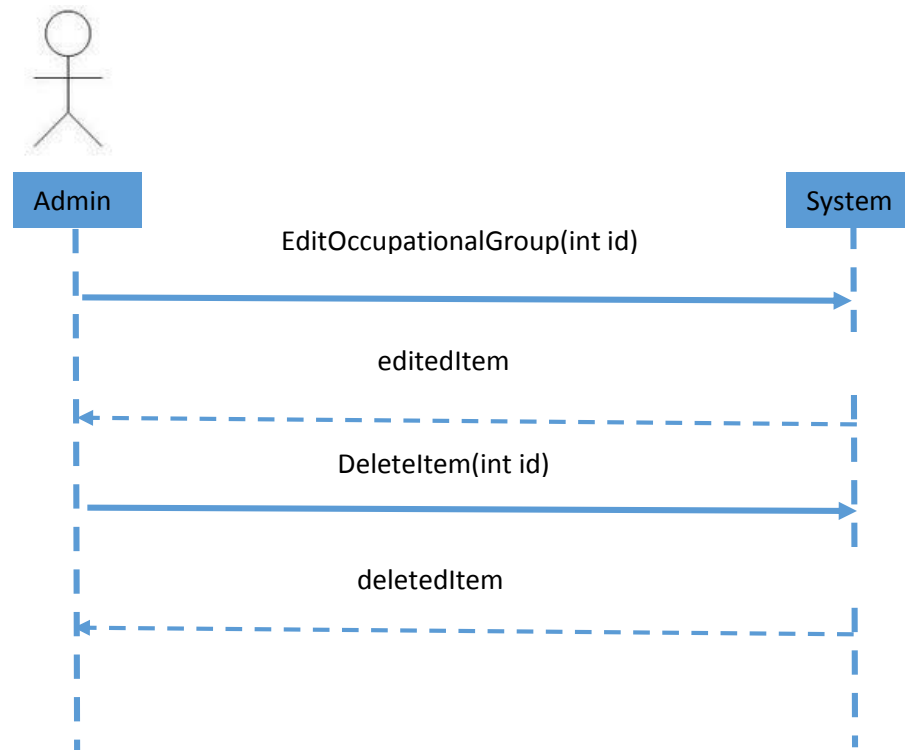 Admin
System
EditOccupationalGroup(int id)
editedItem
DeleteItem(int id)
deletedItem